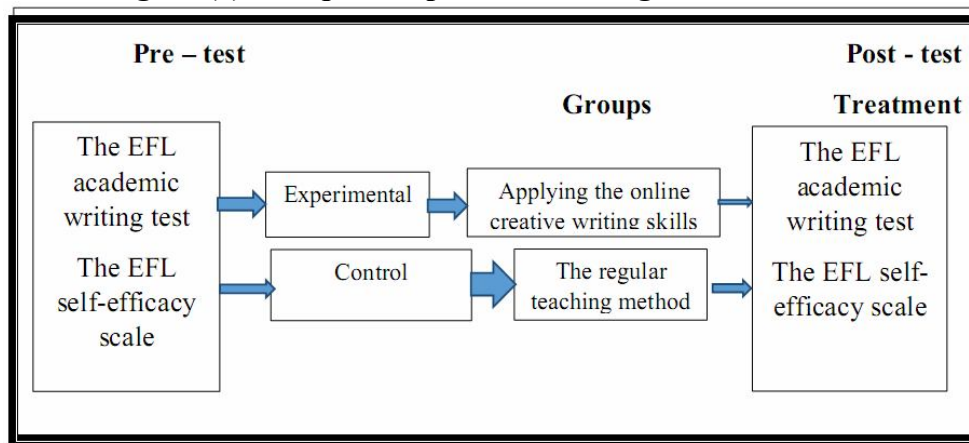 Pre – test
Post - test
Groups
Treatment
The EFL
academic
writing test
The EFL
self-efficacy
scale
Experimental
Control
Applying the online
creative writing skills
The regular
teaching method
The EFL
academic
writing test
The EFL self-
efficacy scale